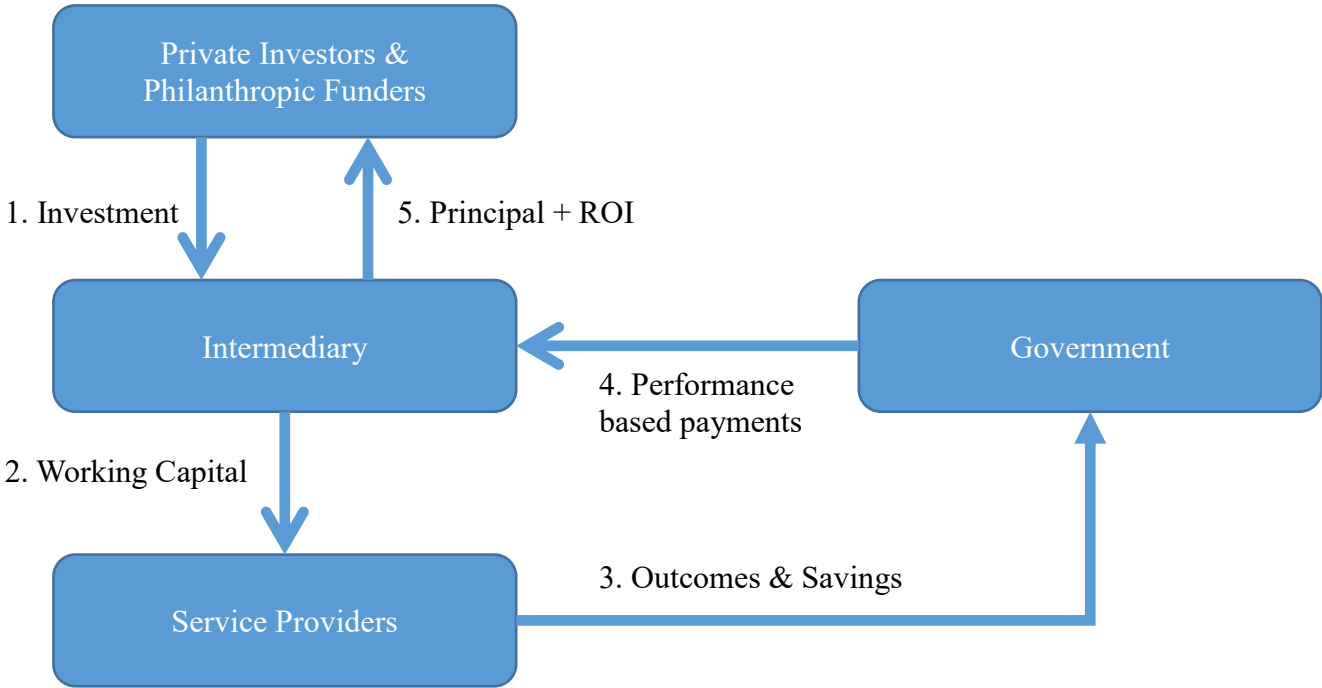 Private Investors &
Philanthropic Funders
1. Investment
5. Principal + ROI
Intermediary
Government
4. Performance
based payments
2. Working Capital
3. Outcomes & Savings
Service Providers